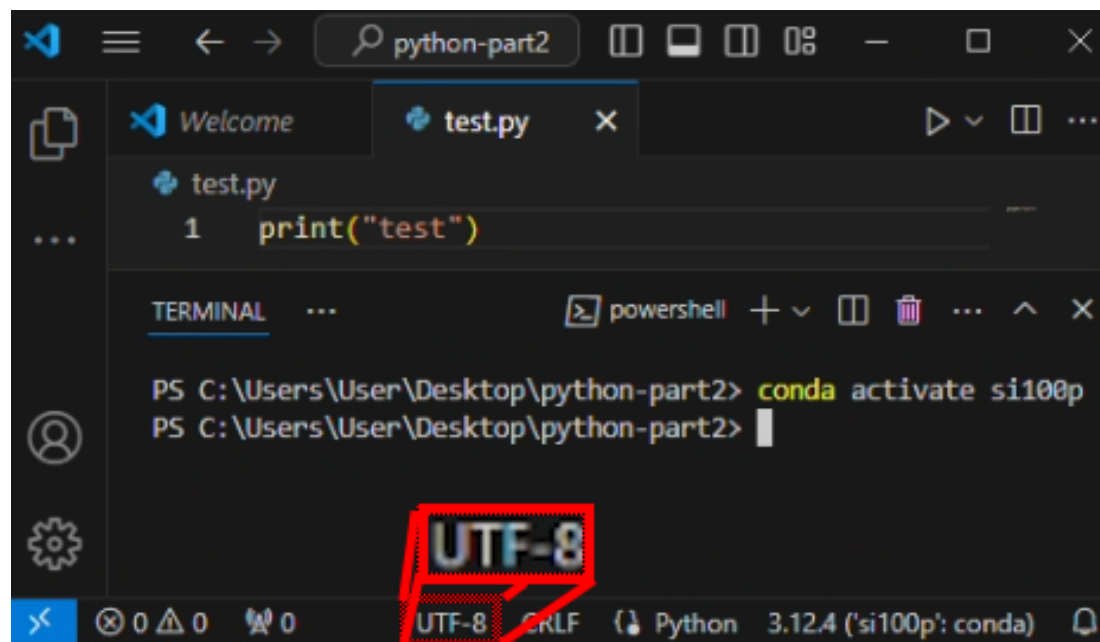 python-part2
Welcome test.py
test.py
1 print("test")
TERMINAL ··· powershell
PS C:\Users\User\Desktop\python-part2> conda activate si100p
PS C:\Users\User\Desktop\python-part2>
UTF-8
0 0 0 UTF-8 CRLF Python 3.12.4 ('si100p': conda)